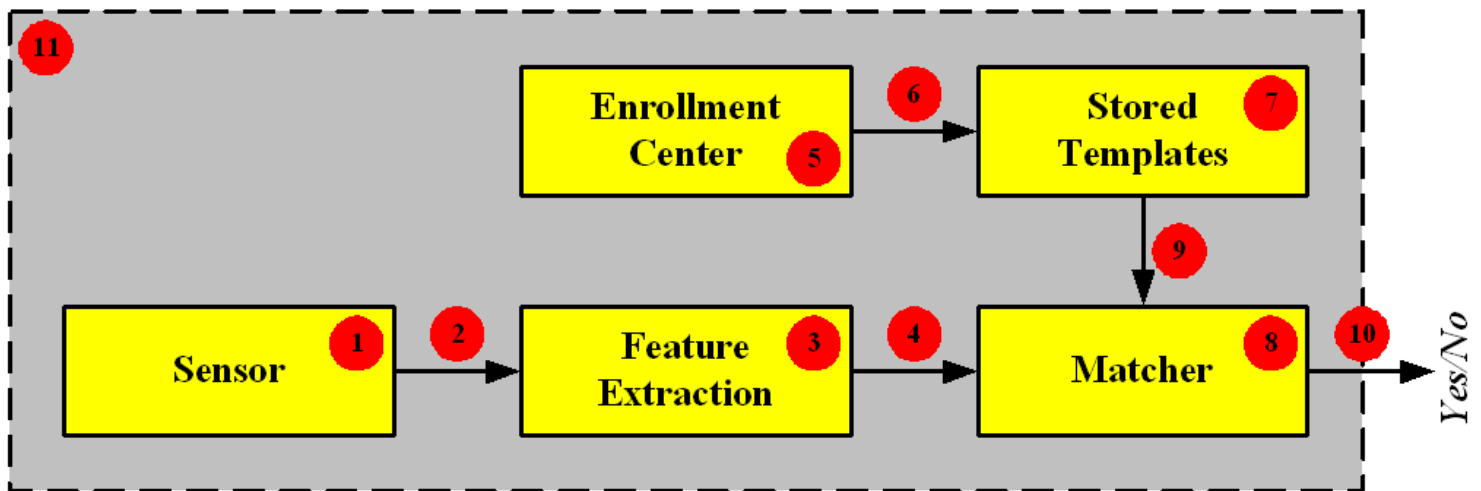 11
Enrollment
Center
5
6
Stored
Templates
7
9
Sensor
1
2
Feature
Extraction
3
4
Matcher
8
10
Yes/No